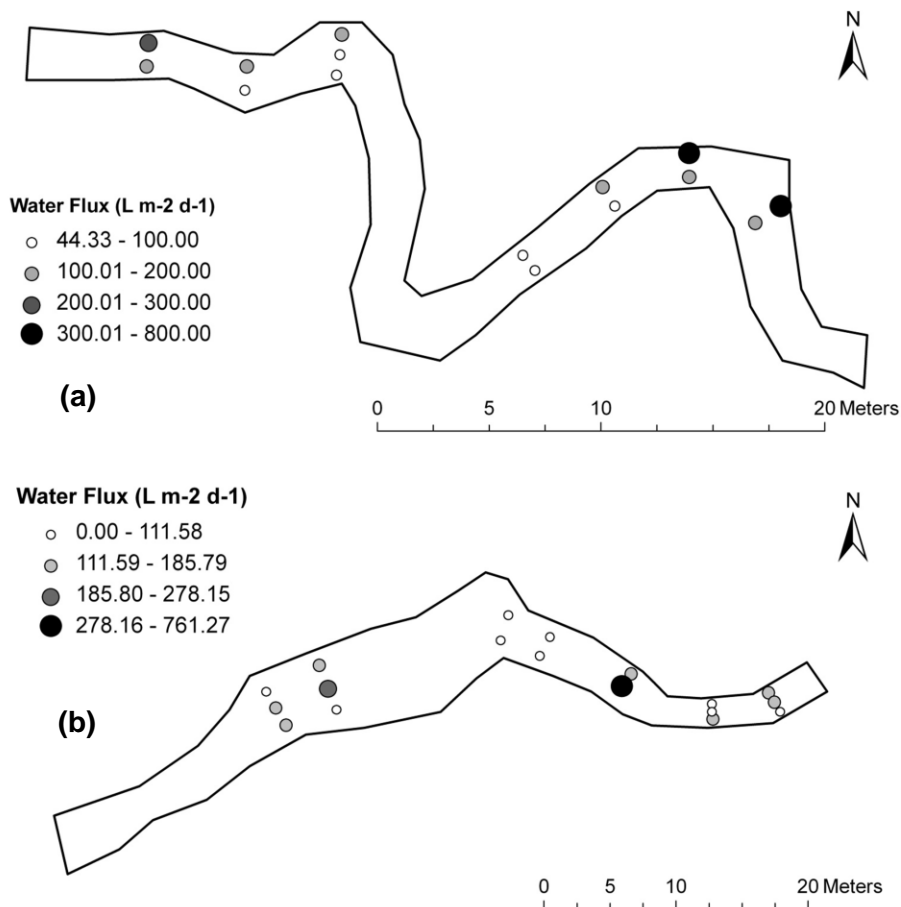 N
Water Flux (L m-2 d-1)
44.33 - 100.00
100.01 - 200.00
200.01 - 300.00
300.01 - 800.00
(a)
0 5 10 20 Meters
Water Flux (L m-2 d-1)
N
0.00 - 111.58
111.59 - 185.79
185.80 - 278.15
278.16 - 761.27
(b)
0 5 10 20 Meters